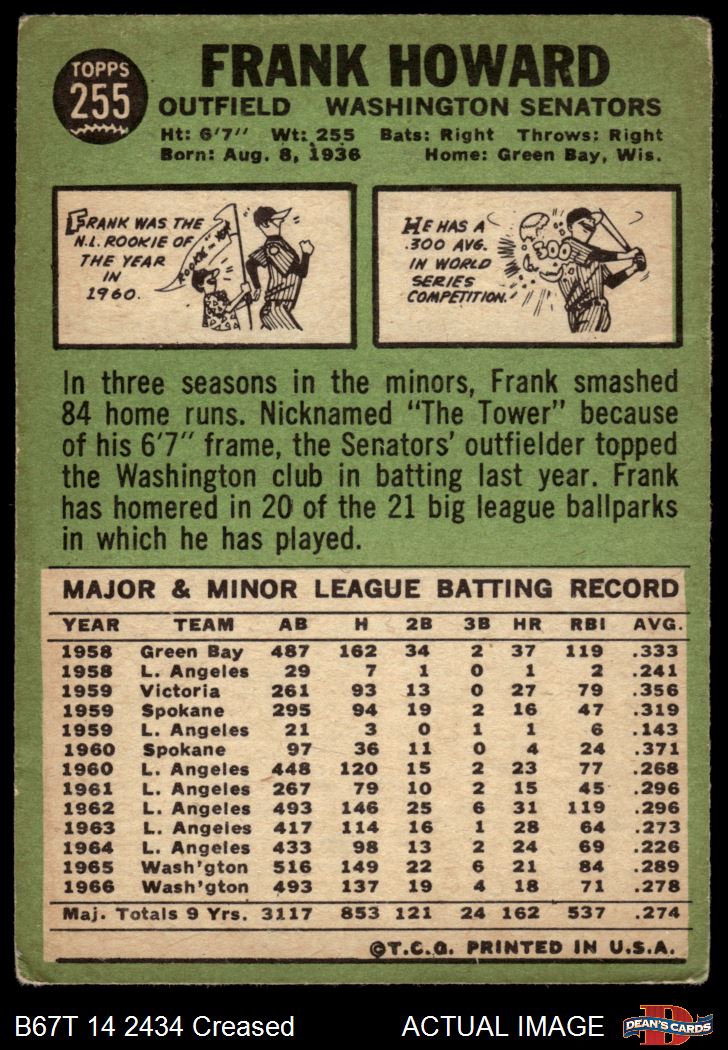 TOPPS
255
FRANK HOWARD
OUTFIELD WASHINGTON SENATORS
Ht: 6'7" Wt: 255 Bats: Right Throws: Right
Born: Aug. 8, 1936 Home: Green Bay, Wis.
FRANK WAS THE
N.L. ROOKIE OF
THE YEAR
IN
1960.
HE HAS A
.300 AVG.
IN WORLD
SERIES
COMPETITION.
.300
In three seasons in the minors, Frank smashed
84 home runs. Nicknamed "The Tower" because
of his 6'7" frame, the Senators' outfielder topped
the Washington club in batting last year. Frank
has homered in 20 of the 21 big league ballparks
in which he has played.
MAJOR & MINOR LEAGUE BATTING RECORD
YEAR TEAM AB H 2B 3B HR RBI AVG.
1958 Green Bay 487 162 34 2 37 119 .333
1958 L. Angeles 29 7 1 0 1 2 .241
1959 Victoria 261 93 13 0 27 79 .356
1959 Spokane 295 94 19 2 16 47 .319
1959 L. Angeles 21 3 0 1 1 6 .143
1960 Spokane 97 36 11 0 4 24 .371
1960 L. Angeles 448 120 15 2 23 77 .268
1961 L. Angeles 267 79 10 2 15 45 .296
1962 L. Angeles 493 146 25 6 31 119 .296
1963 L. Angeles 417 114 16 1 28 64 .273
1964 L. Angeles 433 98 13 2 24 69 .226
1965 Wash'gton 516 149 22 6 21 84 .289
1966 Wash'gton 493 137 19 4 18 71 .278
Maj. Totals 9 Yrs. 3117 853 121 24 162 537 .274
©T.C.G. PRINTED IN U.S.A.
B67T 14 2434 Creased ACTUAL IMAGE
DEAN'S CARDS